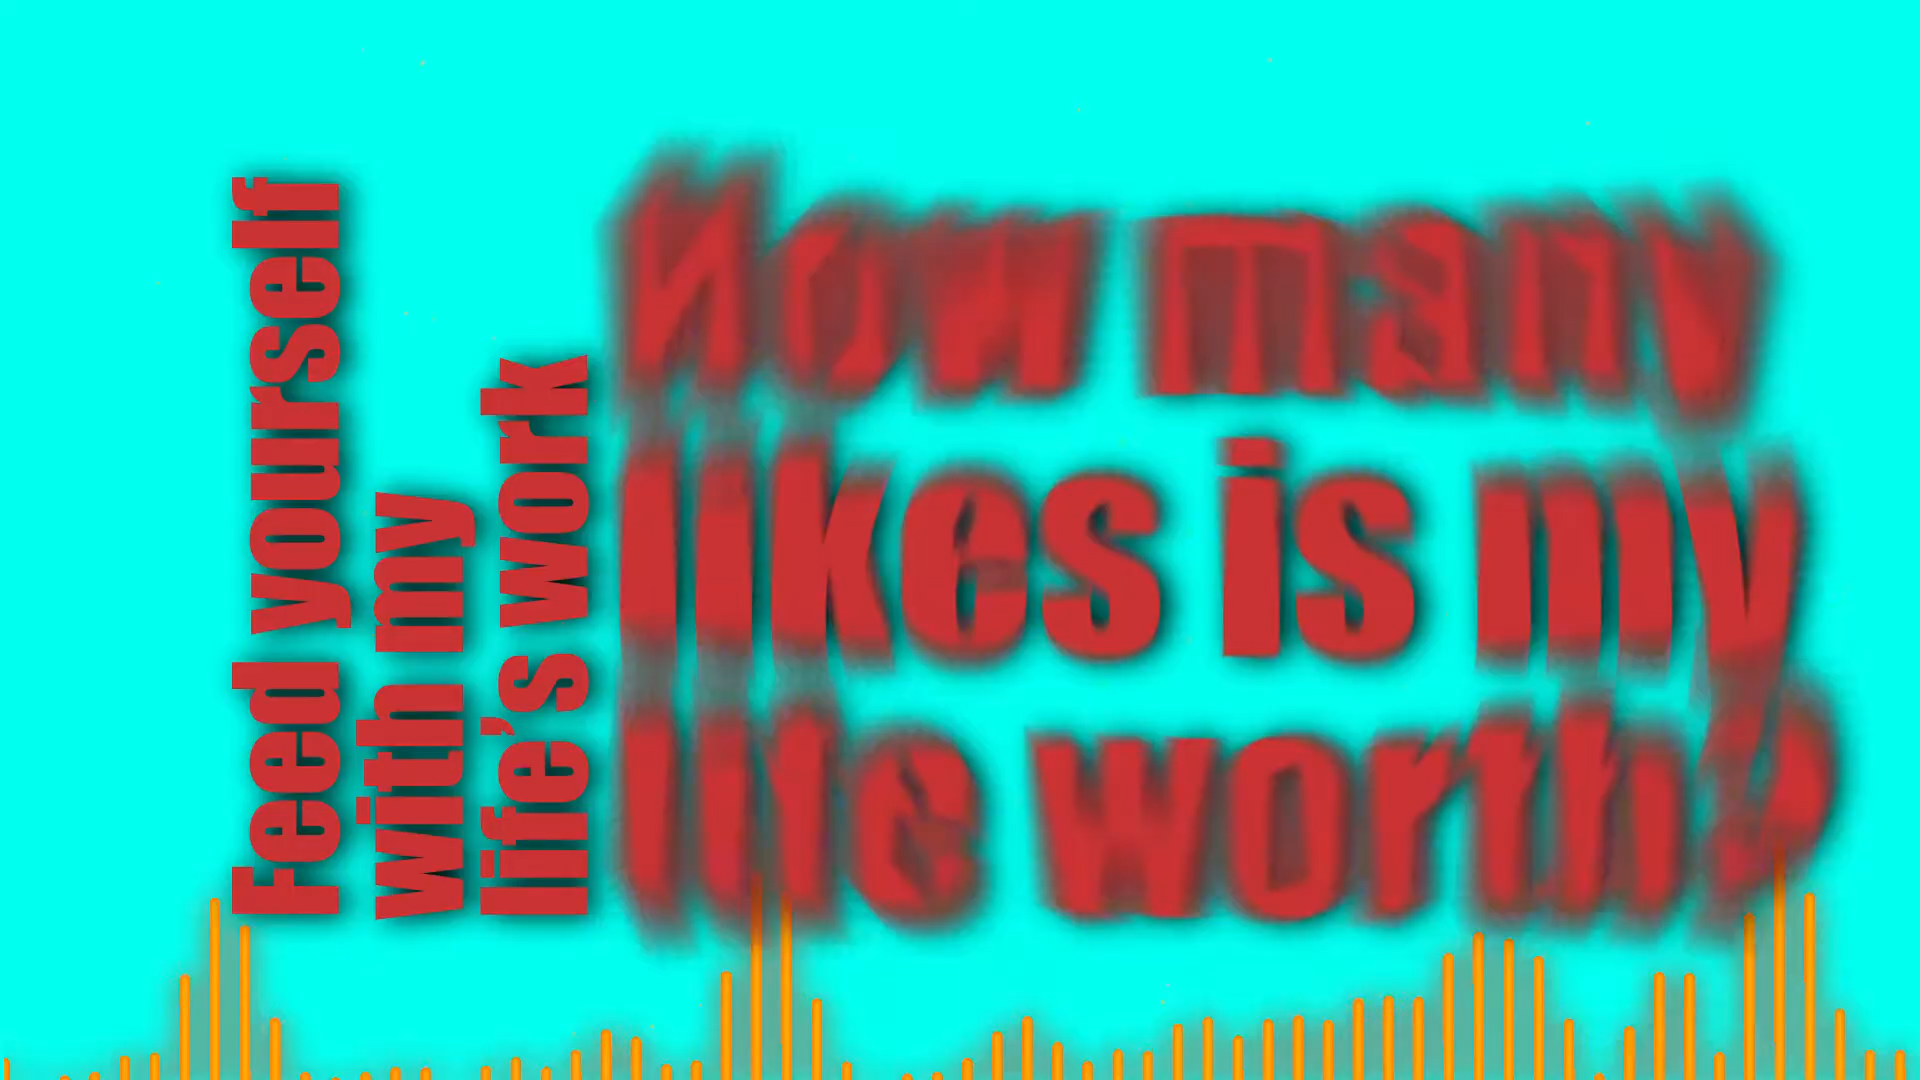 Feed yourself
with my
life's work
How many
likes is my
life worth?